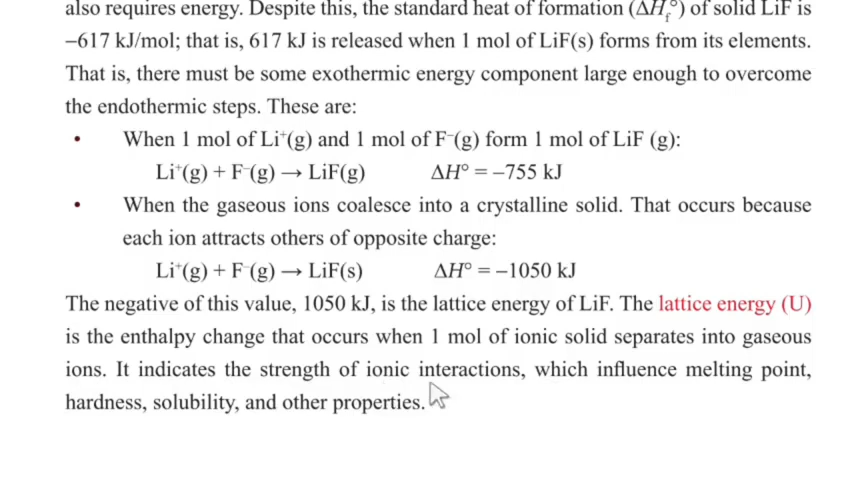 also requires energy. Despite this, the standard heat of formation (ΔH°f) of solid LiF is
–617 kJ/mol; that is, 617 kJ is released when 1 mol of LiF(s) forms from its elements.
That is, there must be some exothermic energy component large enough to overcome
the endothermic steps. These are:
• When 1 mol of Li⁺(g) and 1 mol of F⁻(g) form 1 mol of LiF (g):
Li⁺(g) + F⁻(g) → LiF(g) ΔH° = –755 kJ
• When the gaseous ions coalesce into a crystalline solid. That occurs because
each ion attracts others of opposite charge:
Li⁺(g) + F⁻(g) → LiF(s) ΔH° = –1050 kJ
The negative of this value, 1050 kJ, is the lattice energy of LiF. The lattice energy (U)
is the enthalpy change that occurs when 1 mol of ionic solid separates into gaseous
ions. It indicates the strength of ionic interactions, which influence melting point,
hardness, solubility, and other properties.